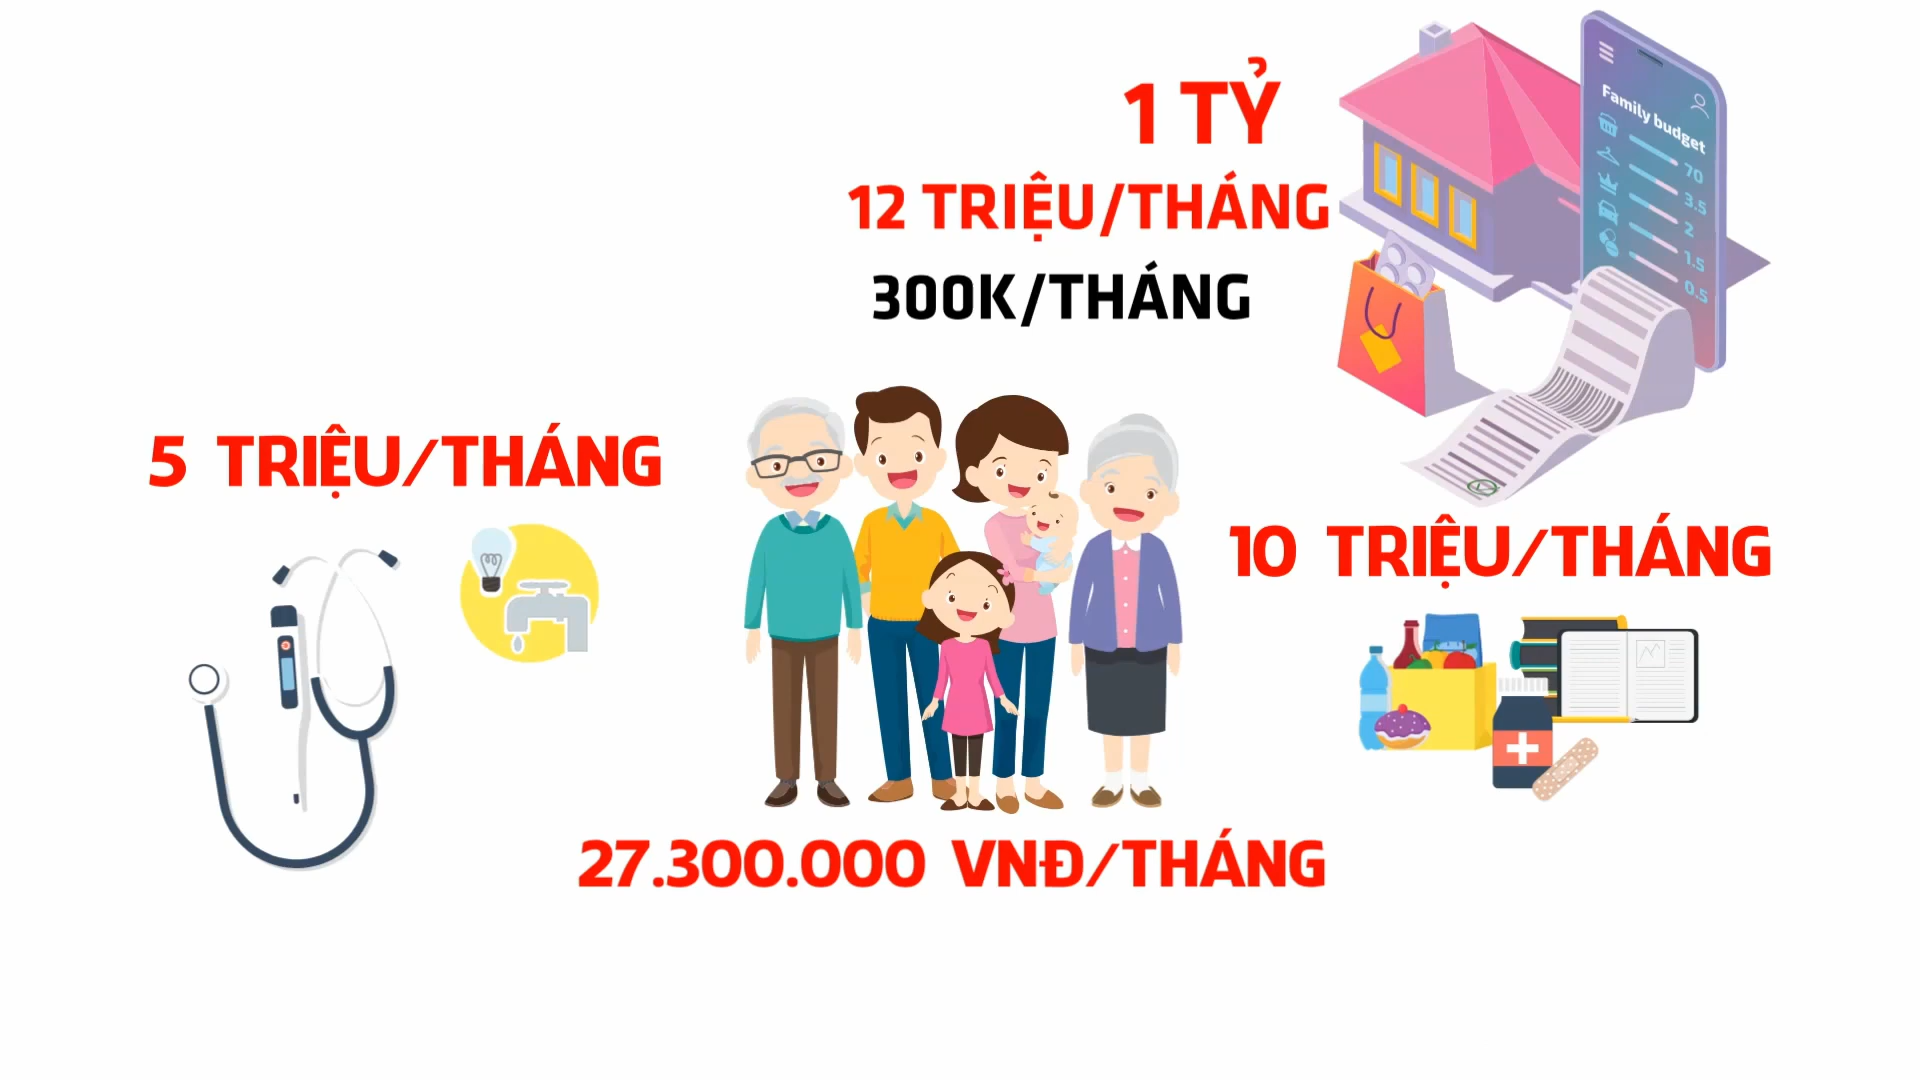 1 TỶ
12 TRIỆU/THÁNG
300K/THÁNG
Family budget
70
3.5
2
1.5
0.5
5 TRIỆU/THÁNG
10 TRIỆU/THÁNG
27.300.000 VNĐ/THÁNG